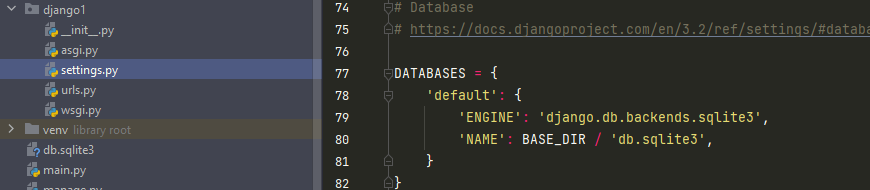 django1
__init__.py
asgi.py
settings.py
urls.py
wsgi.py
venv library root
db.sqlite3
main.py
manage.py
74 # Database
75 # https://docs.djangoproject.com/en/3.2/ref/settings/#databa
76
77 DATABASES = {
78 'default': {
79 'ENGINE': 'django.db.backends.sqlite3',
80 'NAME': BASE_DIR / 'db.sqlite3',
81 }
82 }